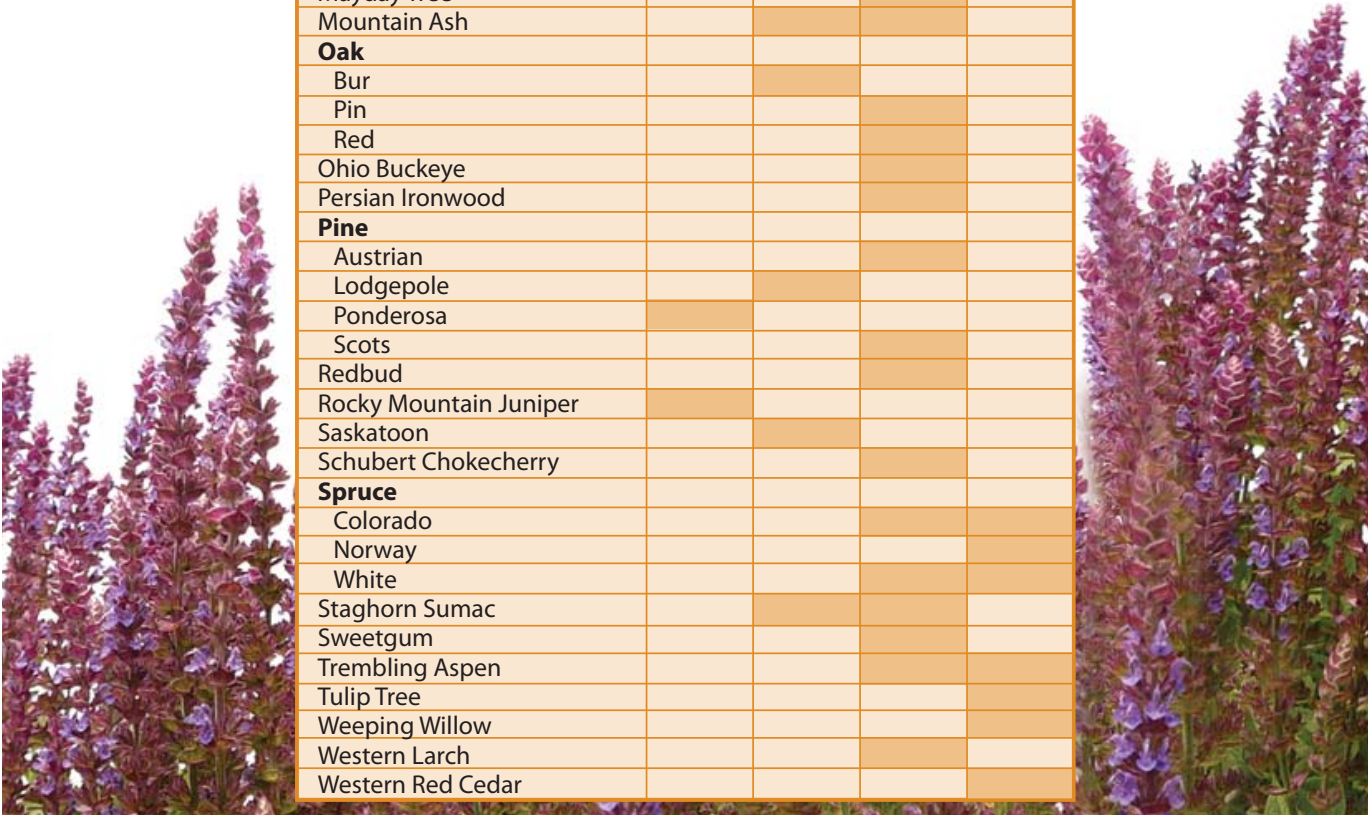 Mountain Ash
Oak
Bur
Pin
Red
Ohio Buckeye
Persian Ironwood
Pine
Austrian
Lodgepole
Ponderosa
Scots
Redbud
Rocky Mountain Juniper
Saskatoon
Schubert Chokecherry
Spruce
Colorado
Norway
White
Staghorn Sumac
Sweetgum
Trembling Aspen
Tulip Tree
Weeping Willow
Western Larch
Western Red Cedar